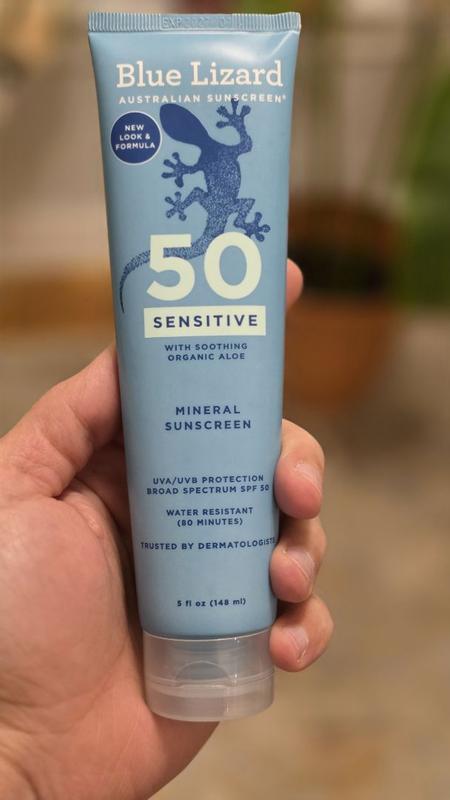 Blue Lizard
AUSTRALIAN SUNSCREEN®
NEW
LOOK &
FORMULA
50
SENSITIVE
WITH SOOTHING
ORGANIC ALOE
MINERAL
SUNSCREEN
UVA/UVB PROTECTION
BROAD SPECTRUM SPF 50
WATER RESISTANT
(80 MINUTES)
TRUSTED BY DERMATOLOGISTS
5 fl oz (148 ml)